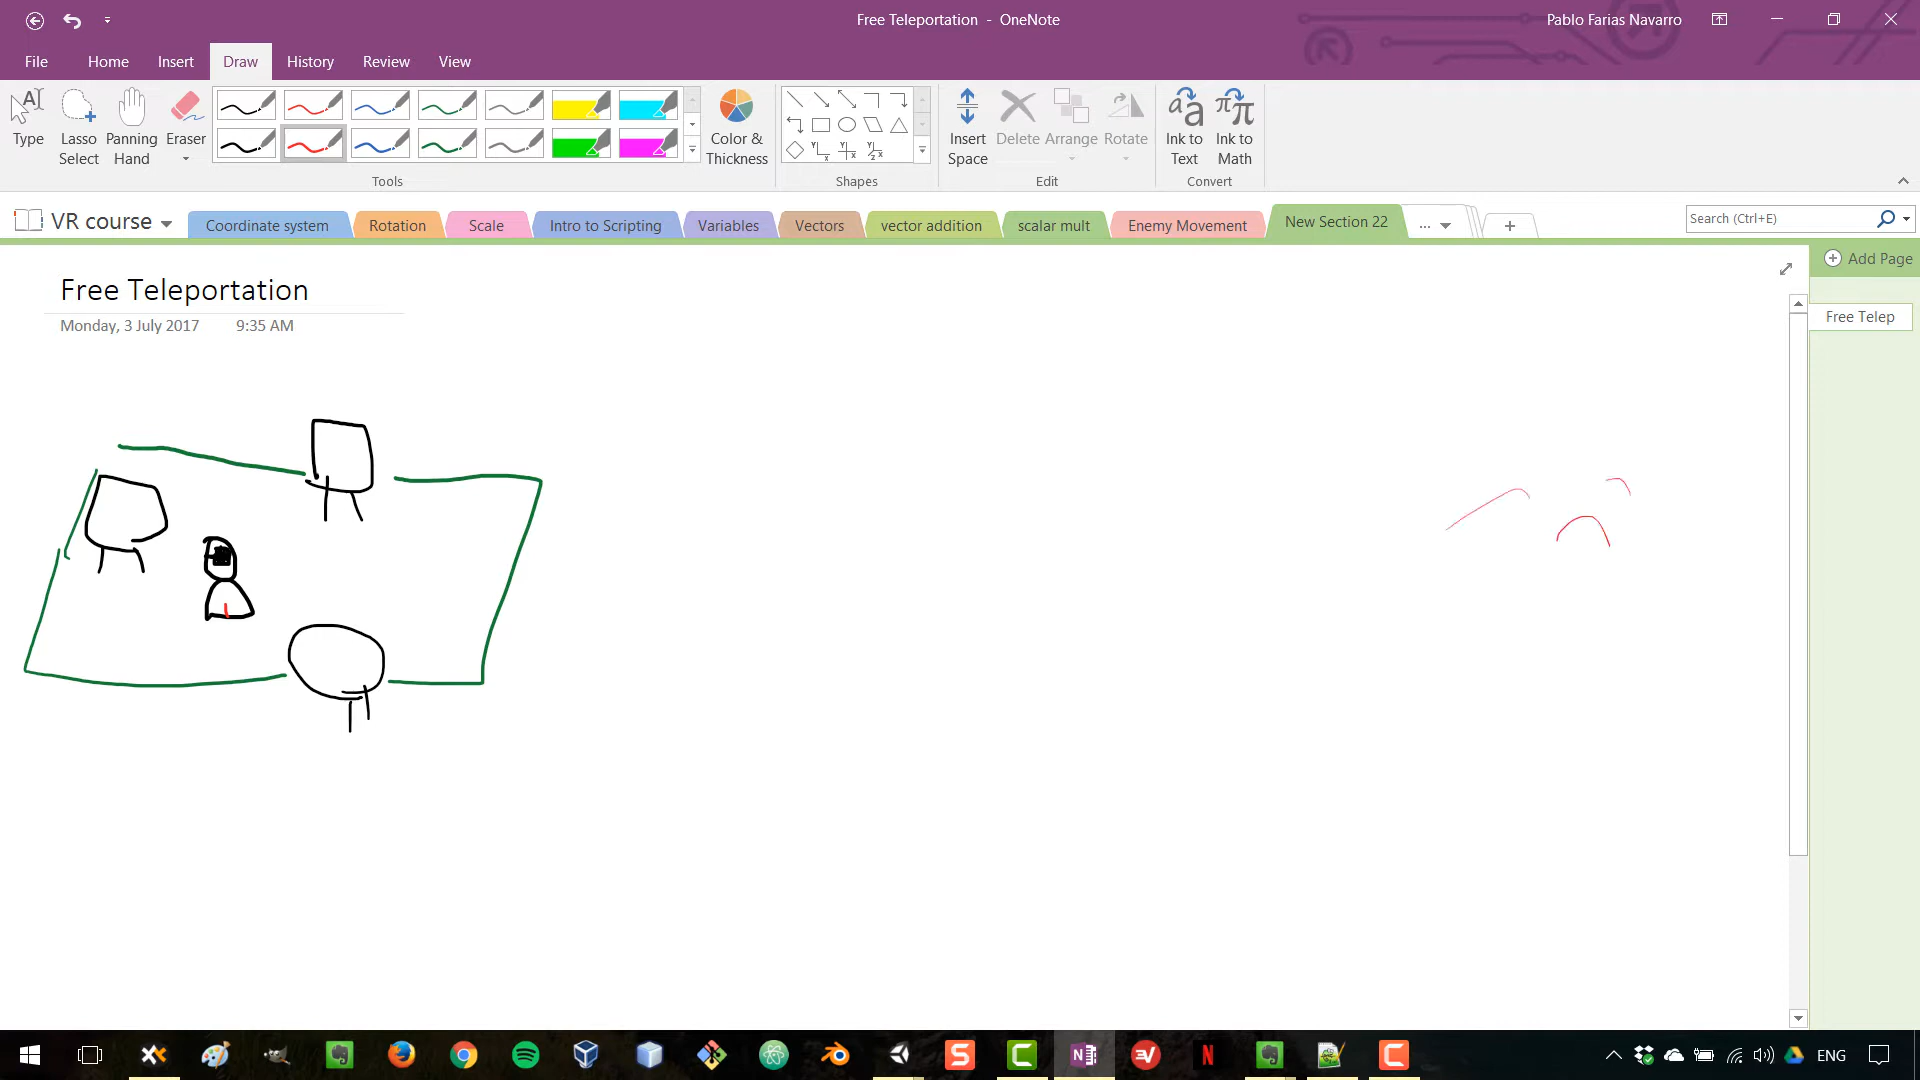 Free Teleportation - OneNote
Pablo Farias Navarro
File Home Insert Draw History Review View
Type
Lasso Select
Panning Hand
Eraser
Color & Thickness
Insert Space
Delete
Arrange
Rotate
Ink to Text
Ink to Math
Tools
Shapes
Edit
Convert
VR course
Coordinate system
Rotation
Scale
Intro to Scripting
Variables
Vectors
vector addition
scalar mult
Enemy Movement
New Section 22
...
Search (Ctrl+E)
Add Page
Free Telep
Free Teleportation
Monday, 3 July 2017 9:35 AM
ENG